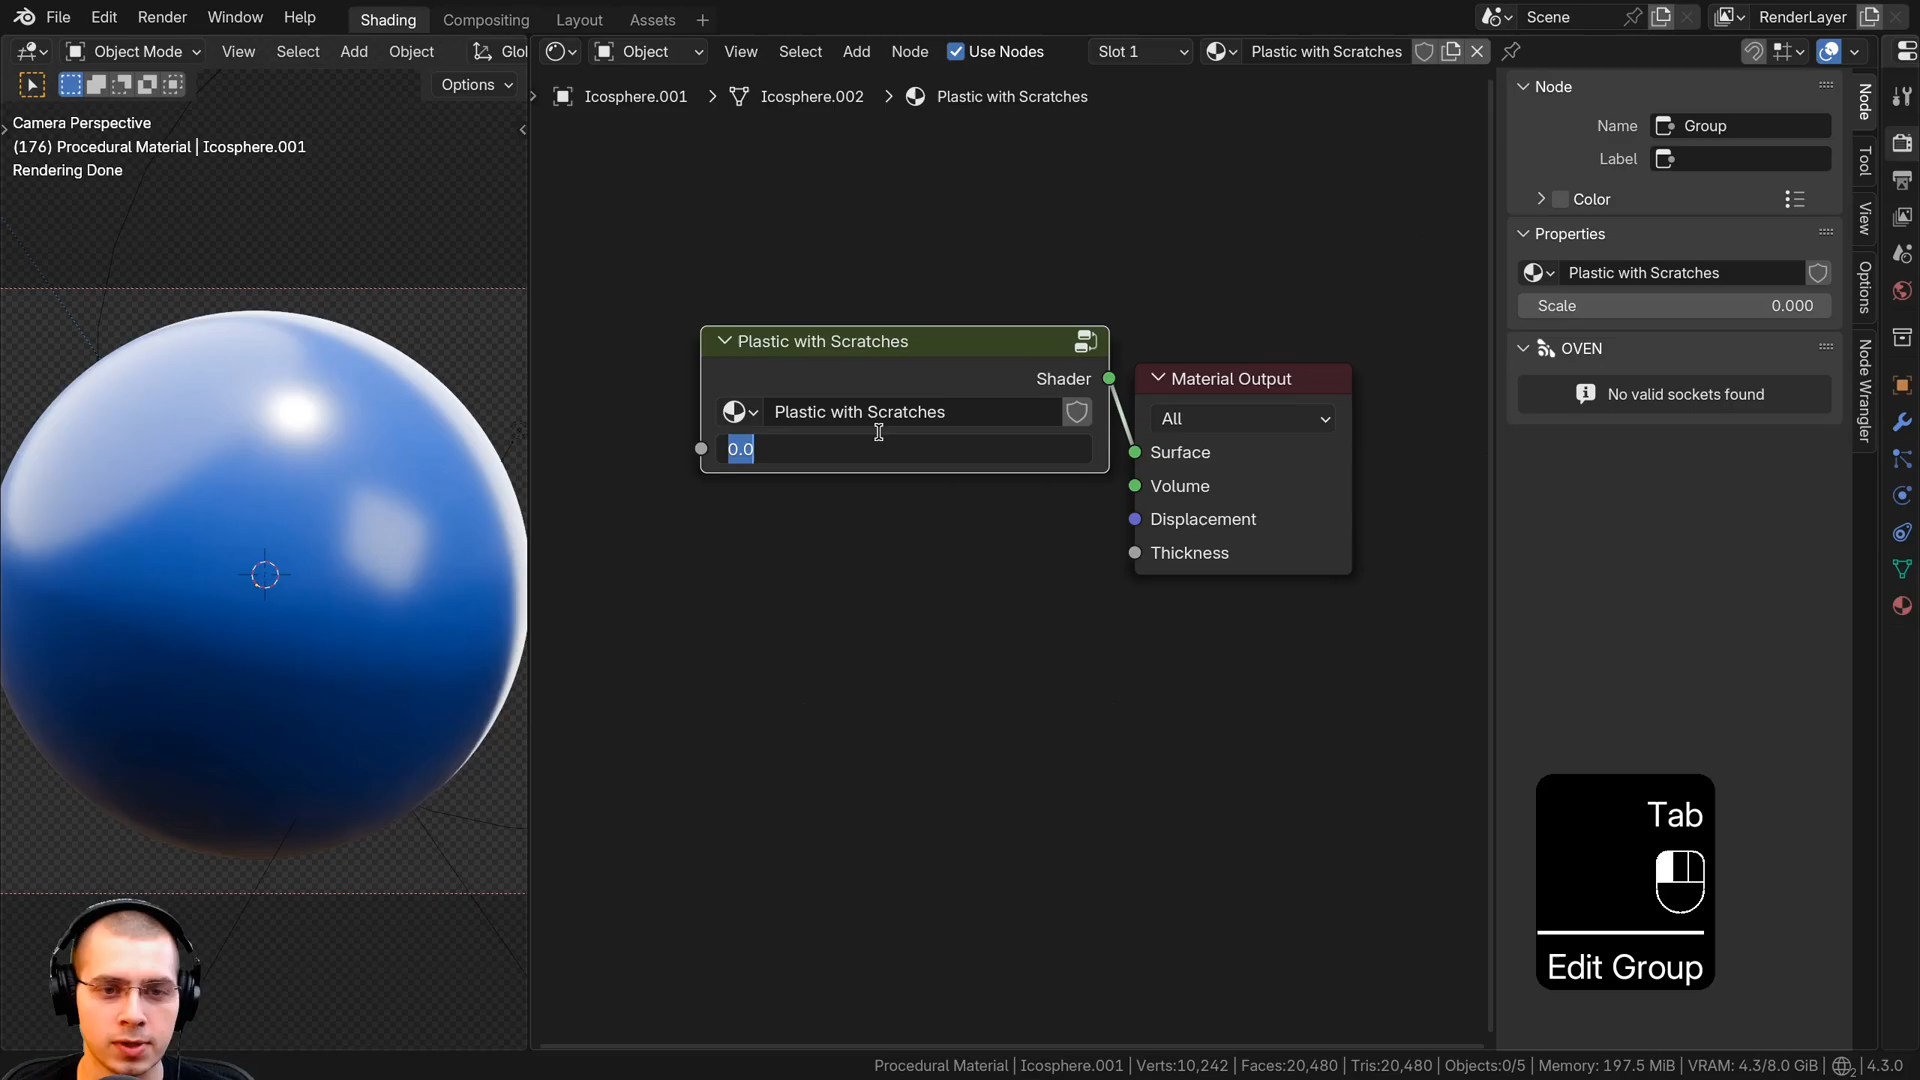 File Edit Render Window Help Shading Compositing Layout Assets Scene RenderLayer
Object Mode View Select Add Object Glol Object View Select Add Node Use Nodes Slot 1 Plastic with Scratches
Options
Icosphere.001 Icosphere.002 Plastic with Scratches
Camera Perspective
(176) Procedural Material | Icosphere.001
Rendering Done
Plastic with Scratches
Shader
Plastic with Scratches
0.0
Material Output
All
Surface
Volume
Displacement
Thickness
Node
Name Group
Label
Color
Properties
Plastic with Scratches
Scale 0.000
OVEN
No valid sockets found
Node
Tool
View
Options
Node Wrangler
Tab
Edit Group
Procedural Material | Icosphere.001 | Verts:10,242 | Faces:20,480 | Tris:20,480 | Objects:0/5 | Memory: 197.5 MiB | VRAM: 4.3/8.0 GiB | 2 | 4.3.0